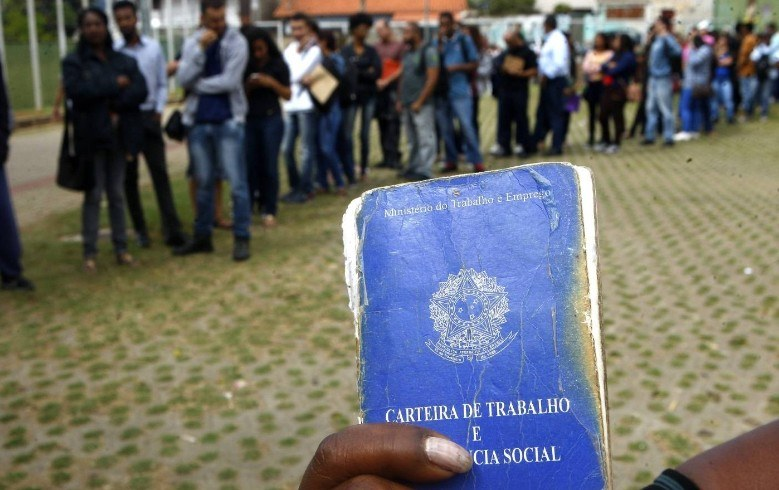 Ministério do Trabalho e Emprego
CARTEIRA DE TRABALHO
E
NCIA SOCIAL